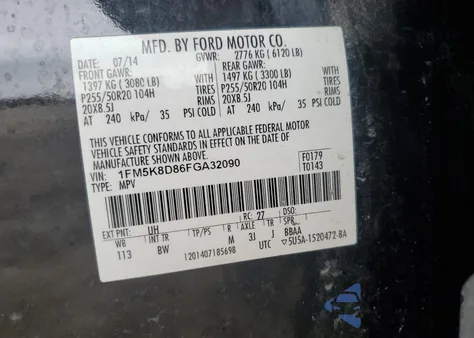 MFD. BY FORD MOTOR CO.
DATE: 07/14 GVWR: 2776 KG ( 6120 LB)
FRONT GAWR: REAR GAWR:
1397 KG ( 3080 LB) 1497 KG ( 3300 LB)
P255/50R20 104H TIRES P255/50R20 104H TIRES
20X8.5J RIMS 20X8.5J RIMS
AT 240 kPa/ 35 PSI COLD AT 240 kPa/ 35 PSI COLD
THIS VEHICLE CONFORMS TO ALL APPLICABLE FEDERAL MOTOR
VEHICLE SAFETY STANDARDS IN EFFECT ON THE DATE OF
MANUFACTURE SHOWN ABOVE.
VIN: 1FM5K8D86FGA32090
TYPE: MPV
F0179
T0143
EXT PNT: UH RC: 27 DSO:
WB INT TR TP/PS R AXLE TR SPR
113 BW M 3J J BBAA
1201407185698 UTC 5U5A-1520472-BA